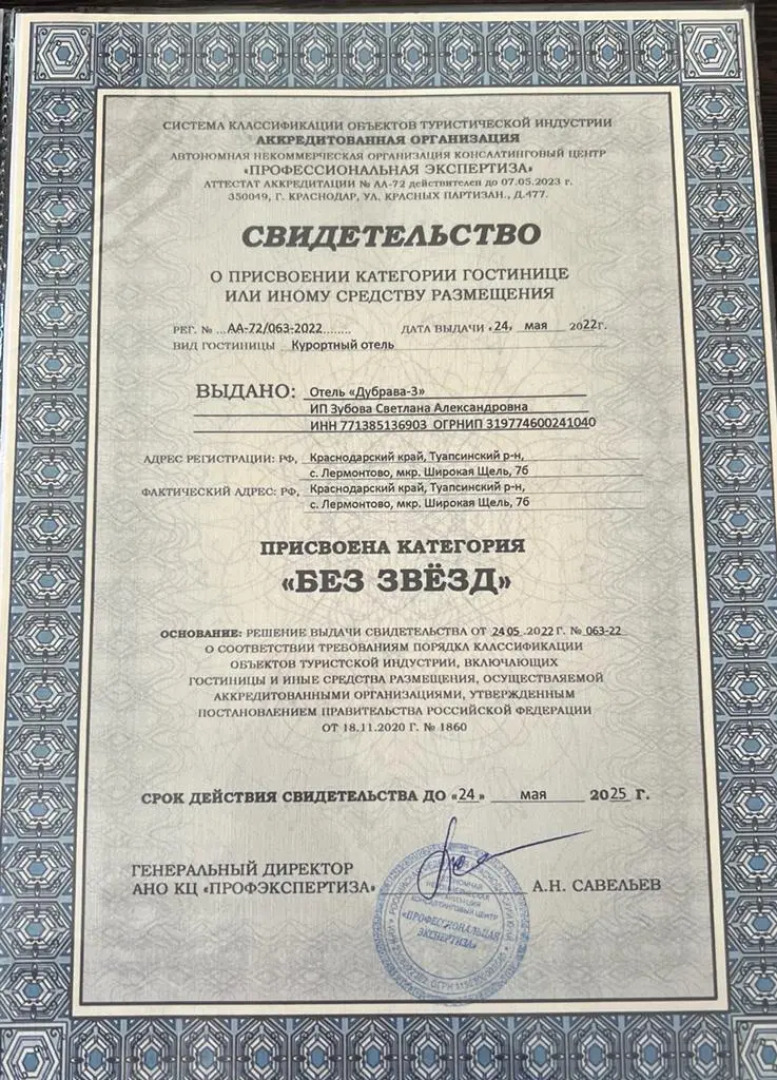 СИСТЕМА КЛАССИФИКАЦИИ ОБЪЕКТОВ ТУРИСТИЧЕСКОЙ ИНДУСТРИИ
АККРЕДИТОВАННАЯ ОРГАНИЗАЦИЯ
АВТОНОМНАЯ НЕКОММЕРЧЕСКАЯ ОРГАНИЗАЦИЯ КОНСАЛТИНГОВЫЙ ЦЕНТР
«ПРОФЕССИОНАЛЬНАЯ ЭКСПЕРТИЗА»
АТТЕСТАТ АККРЕДИТАЦИИ № АА-72 действителен до 07.05.2023 г.
350049, Г. КРАСНОДАР, УЛ. КРАСНЫХ ПАРТИЗАН., Д.477.
СВИДЕТЕЛЬСТВО
О ПРИСВОЕНИИ КАТЕГОРИИ ГОСТИНИЦЕ
ИЛИ ИНОМУ СРЕДСТВУ РАЗМЕЩЕНИЯ
РЕГ. № ...АА-72/063-2022........ ДАТА ВЫДАЧИ «24» мая 2022г.
ВИД ГОСТИНИЦЫ Курортный отель
ВЫДАНО: Отель «Дубрава-3»
ИП Зубова Светлана Александровна
ИНН 771385136903 ОГРНИП 319774600241040
АДРЕС РЕГИСТРАЦИИ: РФ, Краснодарский край, Туапсинский р-н,
с. Лермонтово, мкр. Широкая Щель, 7б
ФАКТИЧЕСКИЙ АДРЕС: РФ, Краснодарский край, Туапсинский р-н,
с. Лермонтово, мкр. Широкая Щель, 7б
ПРИСВОЕНА КАТЕГОРИЯ
«БЕЗ ЗВЁЗД»
ОСНОВАНИЕ: РЕШЕНИЕ ВЫДАЧИ СВИДЕТЕЛЬСТВА ОТ 24 05 .2022 Г. № 063-22
О СООТВЕТСТВИИ ТРЕБОВАНИЯМ ПОРЯДКА КЛАССИФИКАЦИИ
ОБЪЕКТОВ ТУРИСТСКОЙ ИНДУСТРИИ, ВКЛЮЧАЮЩИХ
ГОСТИНИЦЫ И ИНЫЕ СРЕДСТВА РАЗМЕЩЕНИЯ, ОСУЩЕСТВЛЯЕМОЙ
АККРЕДИТОВАННЫМИ ОРГАНИЗАЦИЯМИ, УТВЕРЖДЕННЫМ
ПОСТАНОВЛЕНИЕМ ПРАВИТЕЛЬСТВА РОССИЙСКОЙ ФЕДЕРАЦИИ
ОТ 18.11.2020 Г. № 1860
СРОК ДЕЙСТВИЯ СВИДЕТЕЛЬСТВА ДО «24» мая 2025 Г.
ГЕНЕРАЛЬНЫЙ ДИРЕКТОР
АНО КЦ «ПРОФЭКСПЕРТИЗА» А.Н. САВЕЛЬЕВ
КОНСАЛТИНГОВЫЙ ЦЕНТР
«ПРОФЕССИОНАЛЬНАЯ
ЭКСПЕРТИЗА»